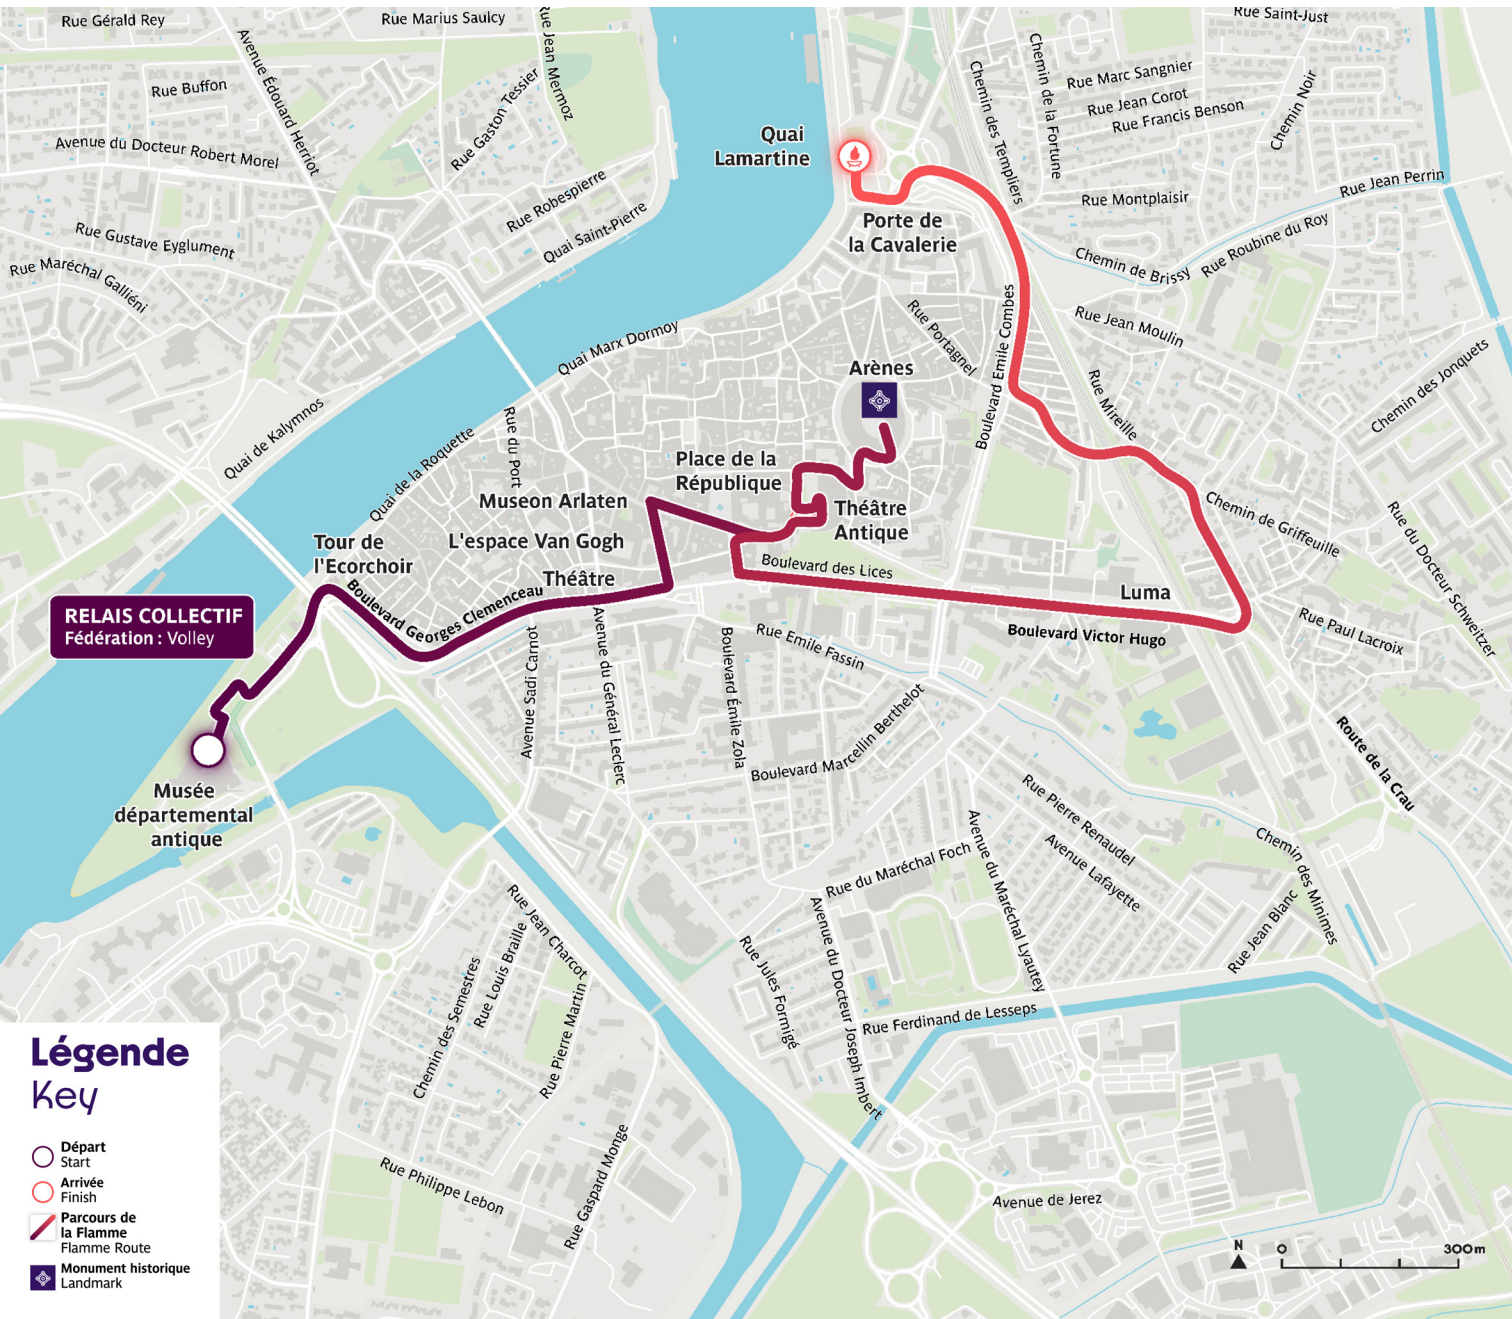 Rue Gérald Rey
Rue Marius Saulcy
Rue Jean Mermoz
Rue Saint-Just
Avenue Édouard Herriot
Rue Buffon
Rue Gaston Tessier
Avenue du Docteur Robert Morel
Rue Robespierre
Quai Saint-Pierre
Rue Gustave Eyglument
Rue Maréchal Galliéni
Quai
Lamartine
Chemin des Templiers
Chemin de la Fortune
Rue Marc Sangnier
Rue Jean Corot
Rue Francis Benson
Chemin Noir
Rue Montplaisir
Rue Jean Perrin
Porte de
la Cavalerie
Chemin de Brissy
Rue Roubine du Roy
Rue Jean Moulin
Rue Portagnel
Boulevard Emile Combes
Quai Marx Dormoy
Arènes
Rue Mireille
Chemin des Jonquets
Quai de Kalymnos
Quai de la Roquette
Rue du Port
Place de la
République
Museon Arlaten
Théâtre
Antique
L'espace Van Gogh
Théâtre
Tour de
l'Ecorchoir
Boulevard Georges Clemenceau
Boulevard des Lices
Chemin de Griffeuille
Rue du Docteur Schweitzer
Luma
Boulevard Victor Hugo
Rue Paul Lacroix
RELAIS COLLECTIF
Fédération : Volley
Avenue Sadi Carnot
Avenue du Général Leclerc
Boulevard Émile Zola
Rue Emile Fassin
Boulevard Marcellin Berthelot
Route de la Crau
Musée
départemental
antique
Rue Pierre Renaudel
Avenue Lafayette
Chemin des Minimes
Rue du Maréchal Foch
Avenue du Maréchal Lyautey
Rue Jean Blanc
Rue Jean Charcot
Rue Louis Braille
Chemin des Semestres
Rue Pierre Martin
Rue Jules Formigé
Avenue du Docteur Joseph Imbert
Rue Ferdinand de Lesseps
Rue Philippe Lebon
Rue Gaspard Monge
Avenue de Jerez
Légende
Key
Départ
Start
Arrivée
Finish
Parcours de
la Flamme
Flamme Route
Monument historique
Landmark
N
0 300m